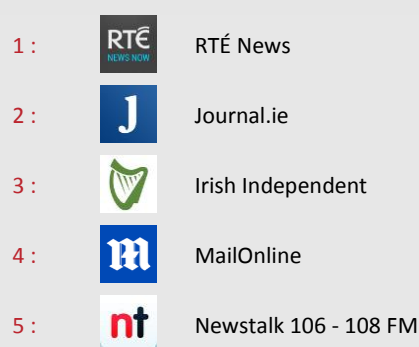 1 : RTÉ NEWS NOW RTÉ News
2 : J Journal.ie
3 : Irish Independent
4 : M MailOnline
5 : nt Newstalk 106 - 108 FM